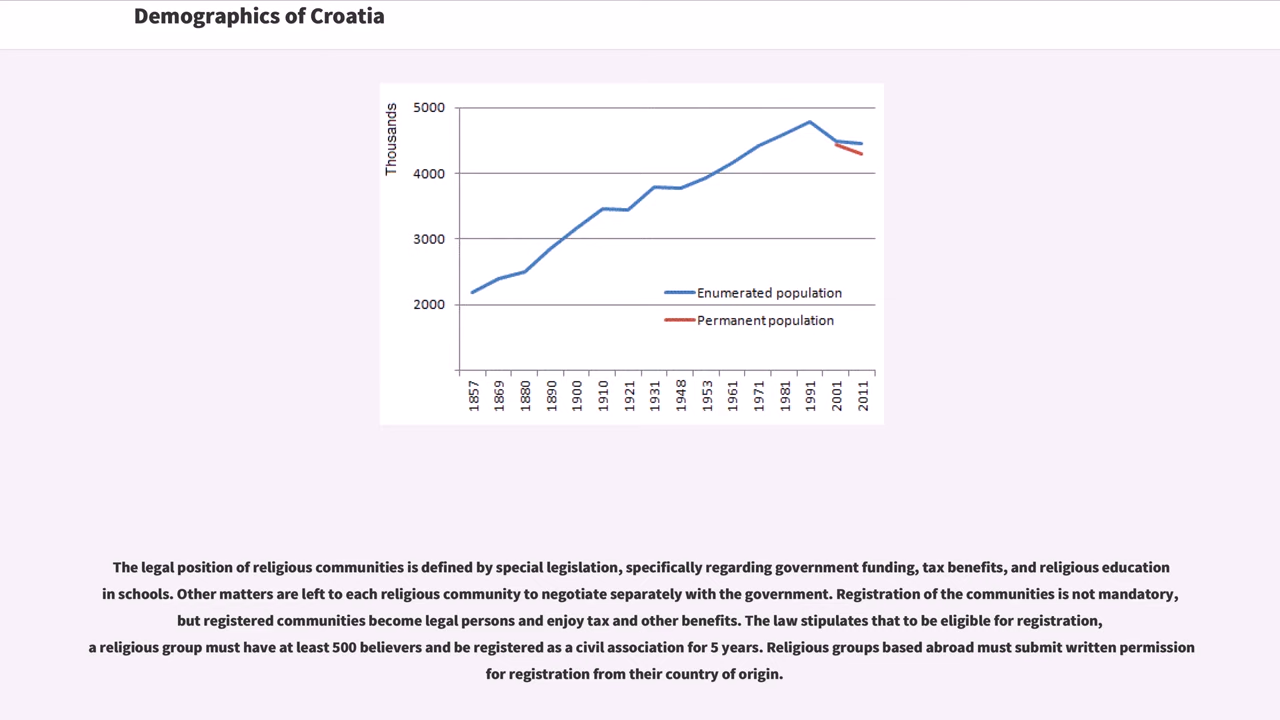 Demographics of Croatia
Thousands
5000
4000
3000
2000
Enumerated population
Permanent population
1857 1869 1880 1890 1900 1910 1921 1931 1948 1953 1961 1971 1981 1991 2001 2011
The legal position of religious communities is defined by special legislation, specifically regarding government funding, tax benefits, and religious education
in schools. Other matters are left to each religious community to negotiate separately with the government. Registration of the communities is not mandatory,
but registered communities become legal persons and enjoy tax and other benefits. The law stipulates that to be eligible for registration,
a religious group must have at least 500 believers and be registered as a civil association for 5 years. Religious groups based abroad must submit written permission
for registration from their country of origin.